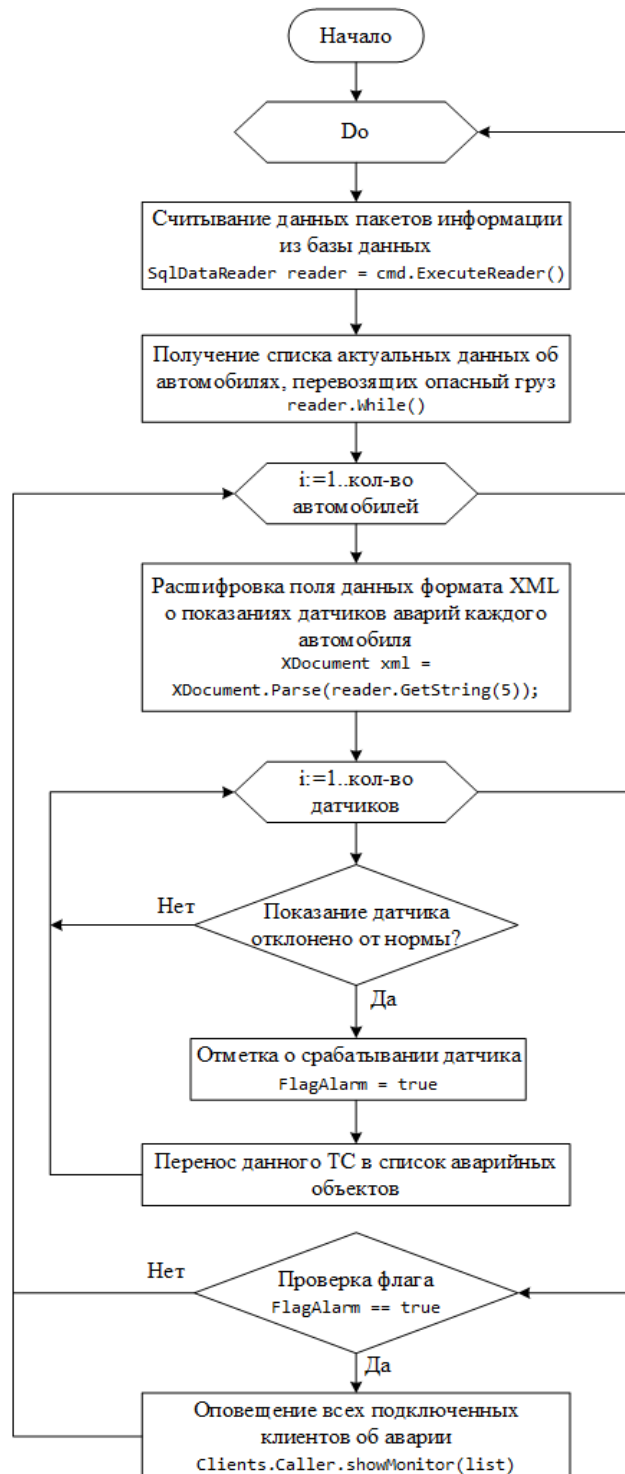 Начало
Do
Считывание данных пакетов информации
из базы данных
SqlDataReader reader = cmd.ExecuteReader()
Получение списка актуальных данных об
автомобилях, перевозящих опасный груз
reader.While()
i:=1..кол-во
автомобилей
Расшифровка поля данных формата XML
о показаниях датчиков аварий каждого
автомобиля
XDocument xml =
XDocument.Parse(reader.GetString(5));
i:=1..кол-во
датчиков
Нет
Показание датчика
отклонено от нормы?
Да
Отметка о срабатывании датчика
FlagAlarm = true
Перенос данного ТС в список аварийных
объектов
Нет
Проверка флага
FlagAlarm == true
Да
Оповещение всех подключенных
клиентов об аварии
Clients.Caller.showMonitor(list)